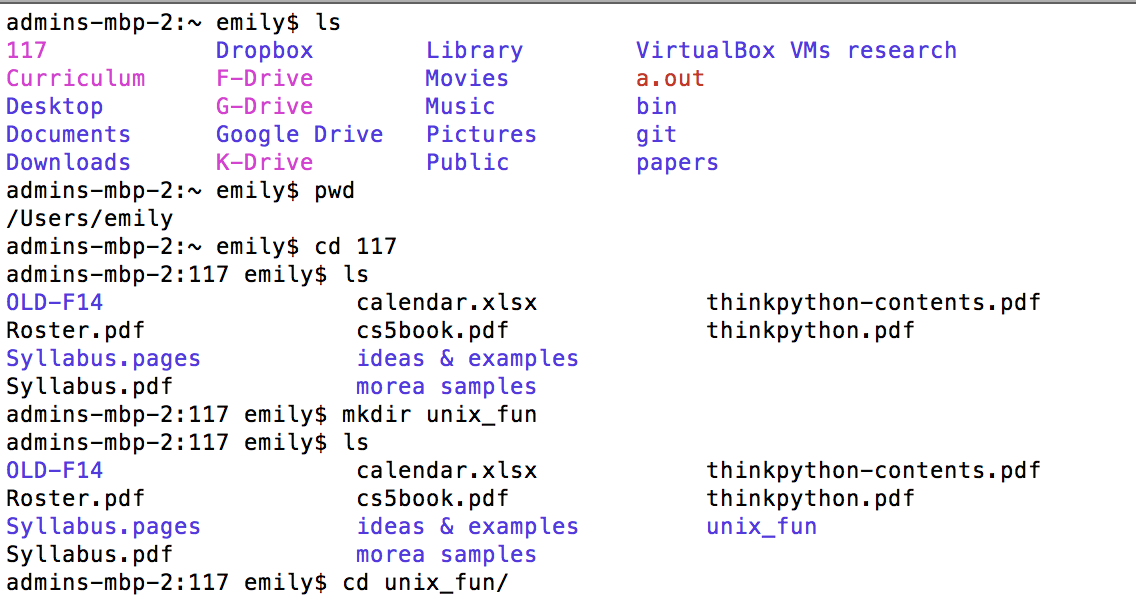 admins-mbp-2:~ emily$ ls
117 Dropbox Library VirtualBox VMs research
Curriculum F-Drive Movies a.out
Desktop G-Drive Music bin
Documents Google Drive Pictures git
Downloads K-Drive Public papers
admins-mbp-2:~ emily$ pwd
/Users/emily
admins-mbp-2:~ emily$ cd 117
admins-mbp-2:117 emily$ ls
OLD-F14 calendar.xlsx thinkpython-contents.pdf
Roster.pdf cs5book.pdf thinkpython.pdf
Syllabus.pages ideas & examples
Syllabus.pdf morea samples
admins-mbp-2:117 emily$ mkdir unix_fun
admins-mbp-2:117 emily$ ls
OLD-F14 calendar.xlsx thinkpython-contents.pdf
Roster.pdf cs5book.pdf thinkpython.pdf
Syllabus.pages ideas & examples unix_fun
Syllabus.pdf morea samples
admins-mbp-2:117 emily$ cd unix_fun/